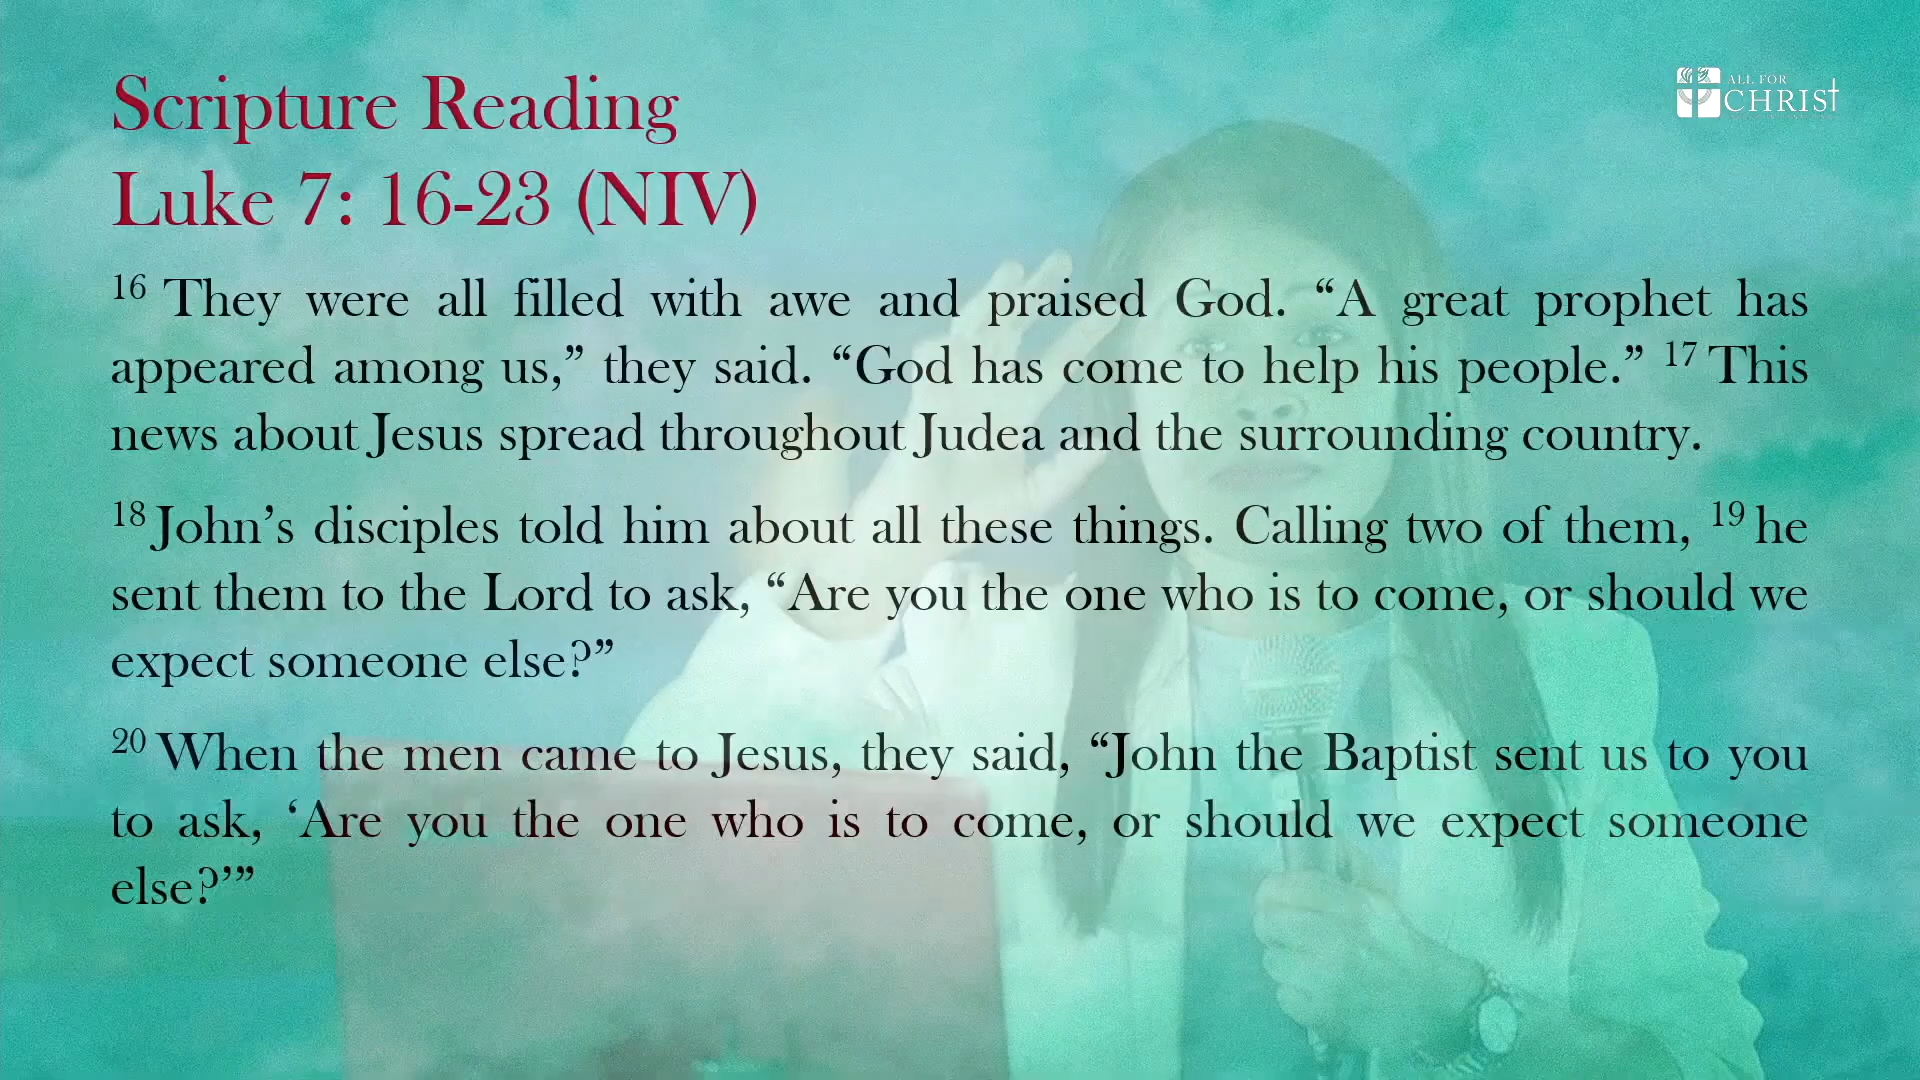 Scripture Reading
ALL FOR
CHRIST
Luke 7: 16-23 (NIV)
16 They were all filled with awe and praised God. “A great prophet has
appeared among us,” they said. “God has come to help his people.” 17 This
news about Jesus spread throughout Judea and the surrounding country.
18 John’s disciples told him about all these things. Calling two of them, 19 he
sent them to the Lord to ask, “Are you the one who is to come, or should we
expect someone else?”
20 When the men came to Jesus, they said, “John the Baptist sent us to you
to ask, ‘Are you the one who is to come, or should we expect someone
else?’”